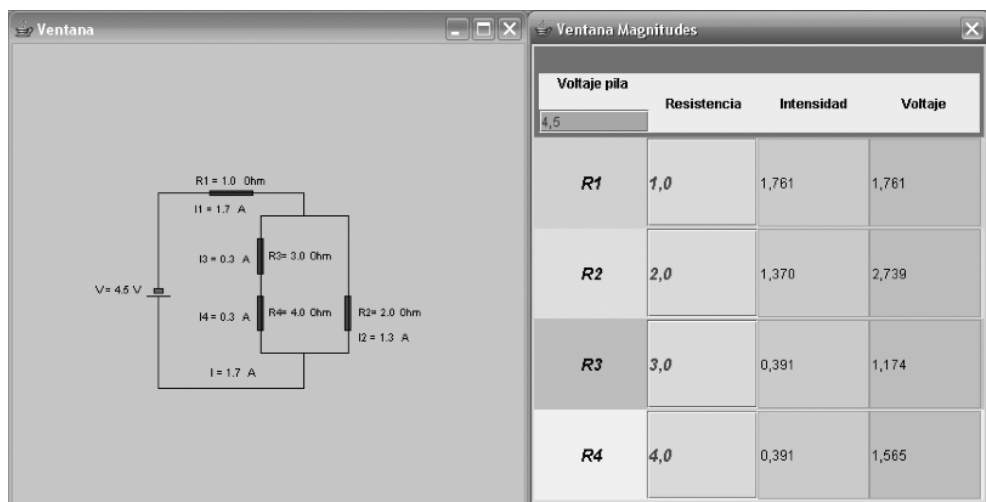 Ventana
R1 = 1.0 Ohm
I1 = 1.7 A
I3 = 0.3 A
R3= 3.0 Ohm
V= 4.5 V
I4 = 0.3 A
R4= 4.0 Ohm
R2= 2.0 Ohm
I2 = 1.3 A
I = 1.7 A
Ventana Magnitudes
Voltaje pila Resistencia Intensidad Voltaje
4,5
R1 1,0 1,761 1,761
R2 2,0 1,370 2,739
R3 3,0 0,391 1,174
R4 4,0 0,391 1,565